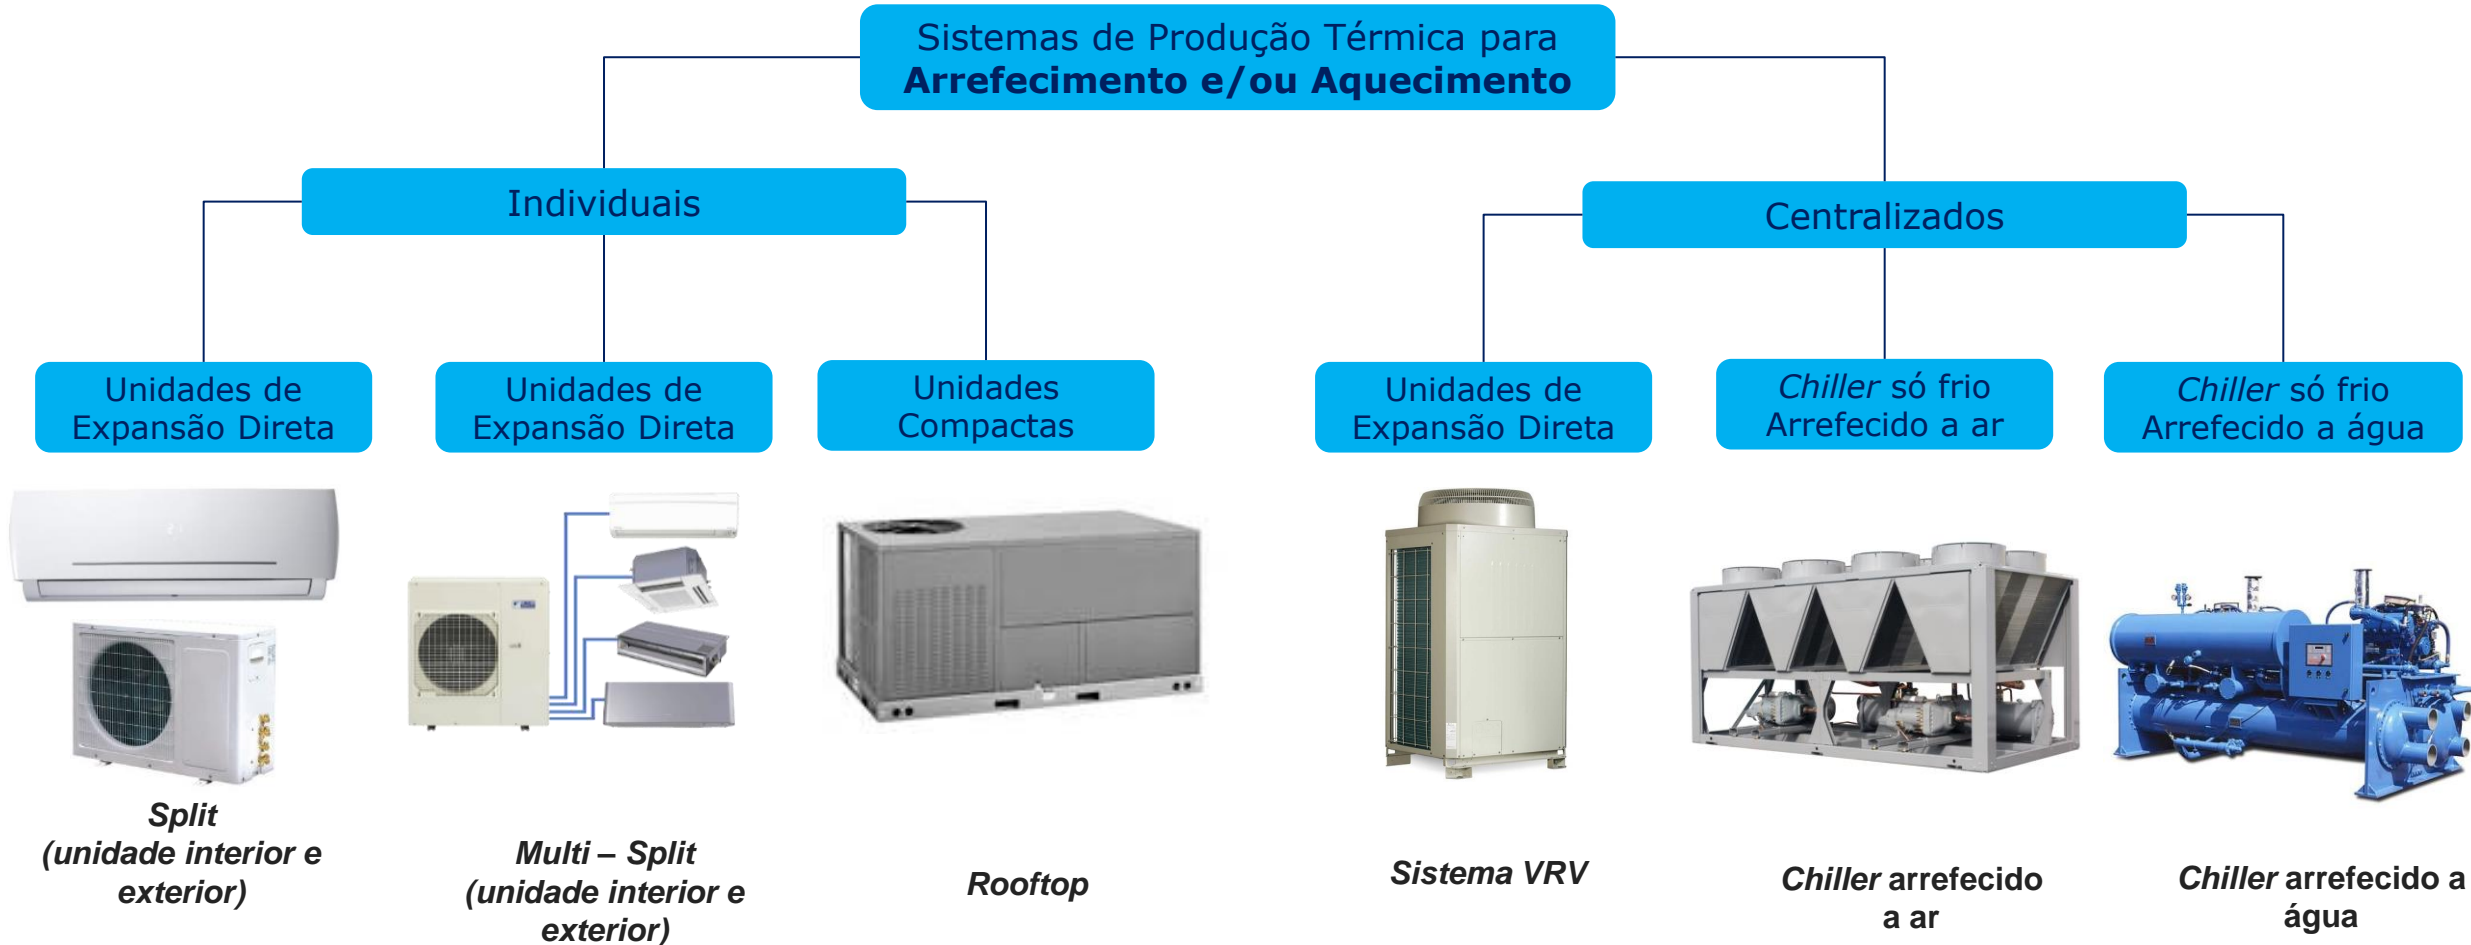 Sistemas de Produção Térmica para
Arrefecimento e/ou Aquecimento
Individuais
Centralizados
Unidades de
Expansão Direta
Unidades de
Expansão Direta
Unidades
Compactas
Unidades de
Expansão Direta
Chiller só frio
Arrefecido a ar
Chiller só frio
Arrefecido a água
Split
(unidade interior e
exterior)
Multi – Split
(unidade interior e
exterior)
Rooftop
Sistema VRV
Chiller arrefecido
a ar
Chiller arrefecido a
água